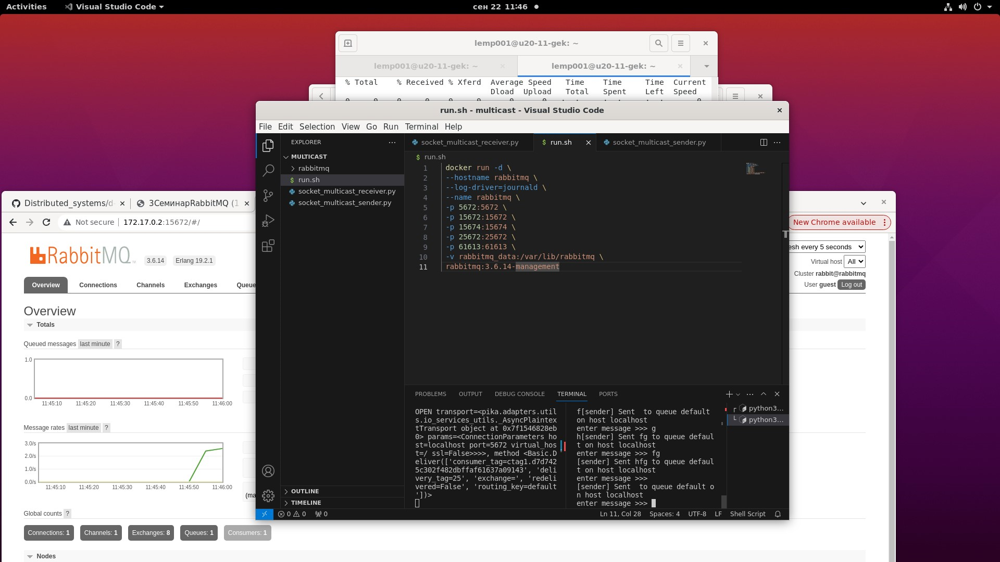 Activities
Visual Studio Code
сен 22 11:46
lemp001@u20-11-gek: ~
lemp001@u20-11-gek: ~
lemp001@u20-11-gek: ~
% Total % Received % Xferd Average Speed Time Time Time Current
Dload Upload Total Spent Left Speed
run.sh - multicast - Visual Studio Code
File Edit Selection View Go Run Terminal Help
EXPLORER
MULTICAST
rabbitmq
run.sh
socket_multicast_receiver.py
socket_multicast_sender.py
OUTLINE
TIMELINE
socket_multicast_receiver.py
run.sh
socket_multicast_sender.py
run.sh
1 docker run -d \
2 --hostname rabbitmq \
3 --log-driver=journald \
4 --name rabbitmq \
5 -p 5672:5672 \
6 -p 15672:15672 \
7 -p 15674:15674 \
8 -p 25672:25672 \
9 -p 61613:61613 \
10 -v rabbitmq_data:/var/lib/rabbitmq \
11 rabbitmq:3.6.14-management
PROBLEMS OUTPUT DEBUG CONSOLE TERMINAL PORTS
OPEN transport=<pika.adapters.util
s.io_services_utils._AsyncPlaintex
tTransport object at 0x7f1546828eb
0> params=<ConnectionParameters ho
st=localhost port=5672 virtual_hos
t=/ ssl=False>>>>, method <Basic.D
eliver(['consumer_tag=ctag1.d7d742
5c302f482dbffaf61637a09143', 'deli
very_tag=25', 'exchange=', 'redeli
vered=False', 'routing_key=default
'])>
f[sender] Sent  to queue default
on host localhost
enter message >>> g
h[sender] Sent fg to queue defaul
t on host localhost
enter message >>> fg
[sender] Sent hfg to queue defaul
t on host localhost
enter message >>>
[sender] Sent  to queue default o
n host localhost
enter message >>>
python3...
python3...
0 0 0
Ln 11, Col 28 Spaces: 4 UTF-8 LF Shell Script
Distributed_systems/d
3СеминарRabbitMQ (1
Not secure 172.17.0.2:15672/#/
New Chrome available
RabbitMQ
3.6.14 Erlang 19.2.1
esh every 5 seconds
Virtual host All
Cluster rabbit@rabbitmq
User guest Log out
Overview Connections Channels Exchanges Queue
Overview
Totals
Queued messages last minute ?
1.0
0.0
11:45:10 11:45:20 11:45:30 11:45:40 11:45:50 11:46:00
Message rates last minute ?
3.0/s
2.0/s
1.0/s
0.0/s
11:45:10 11:45:20 11:45:30 11:45:40 11:45:50 11:46:00
(ma
Global counts ?
Connections: 1 Channels: 1 Exchanges: 8 Queues: 1 Consumers: 1
Nodes